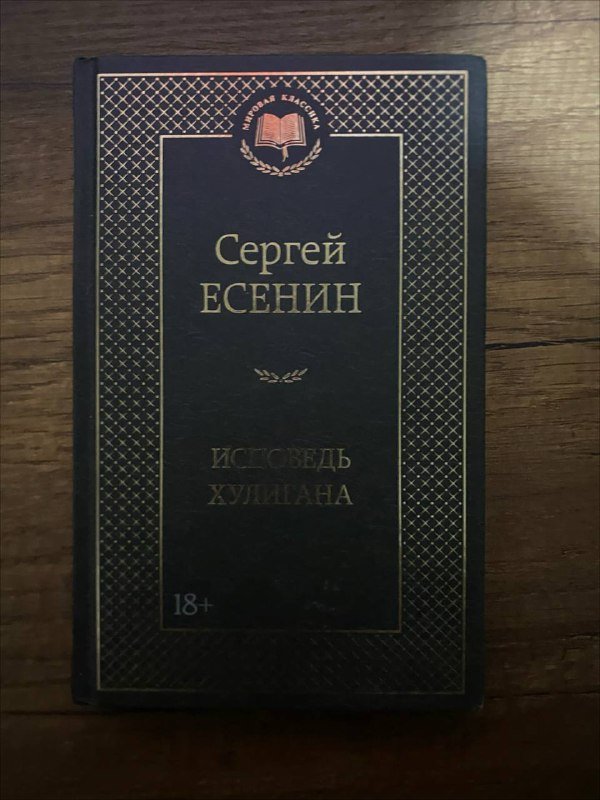 МИРОВАЯ КЛАССИКА
Сергей
ЕСЕНИН
ИСПОВЕДЬ
ХУЛИГАНА
18+